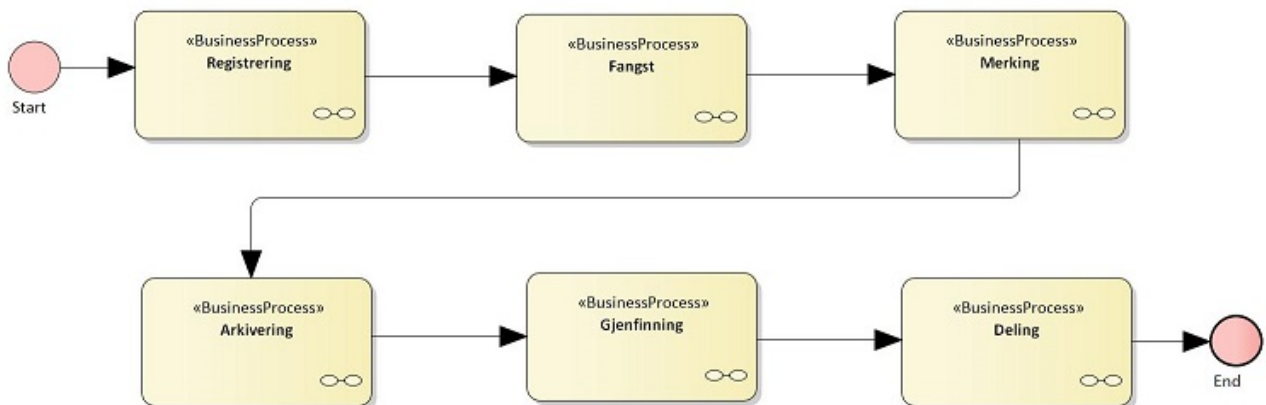 Start
«BusinessProcess»
Registrering
«BusinessProcess»
Fangst
«BusinessProcess»
Merking
«BusinessProcess»
Arkivering
«BusinessProcess»
Gjenfinning
«BusinessProcess»
Deling
End